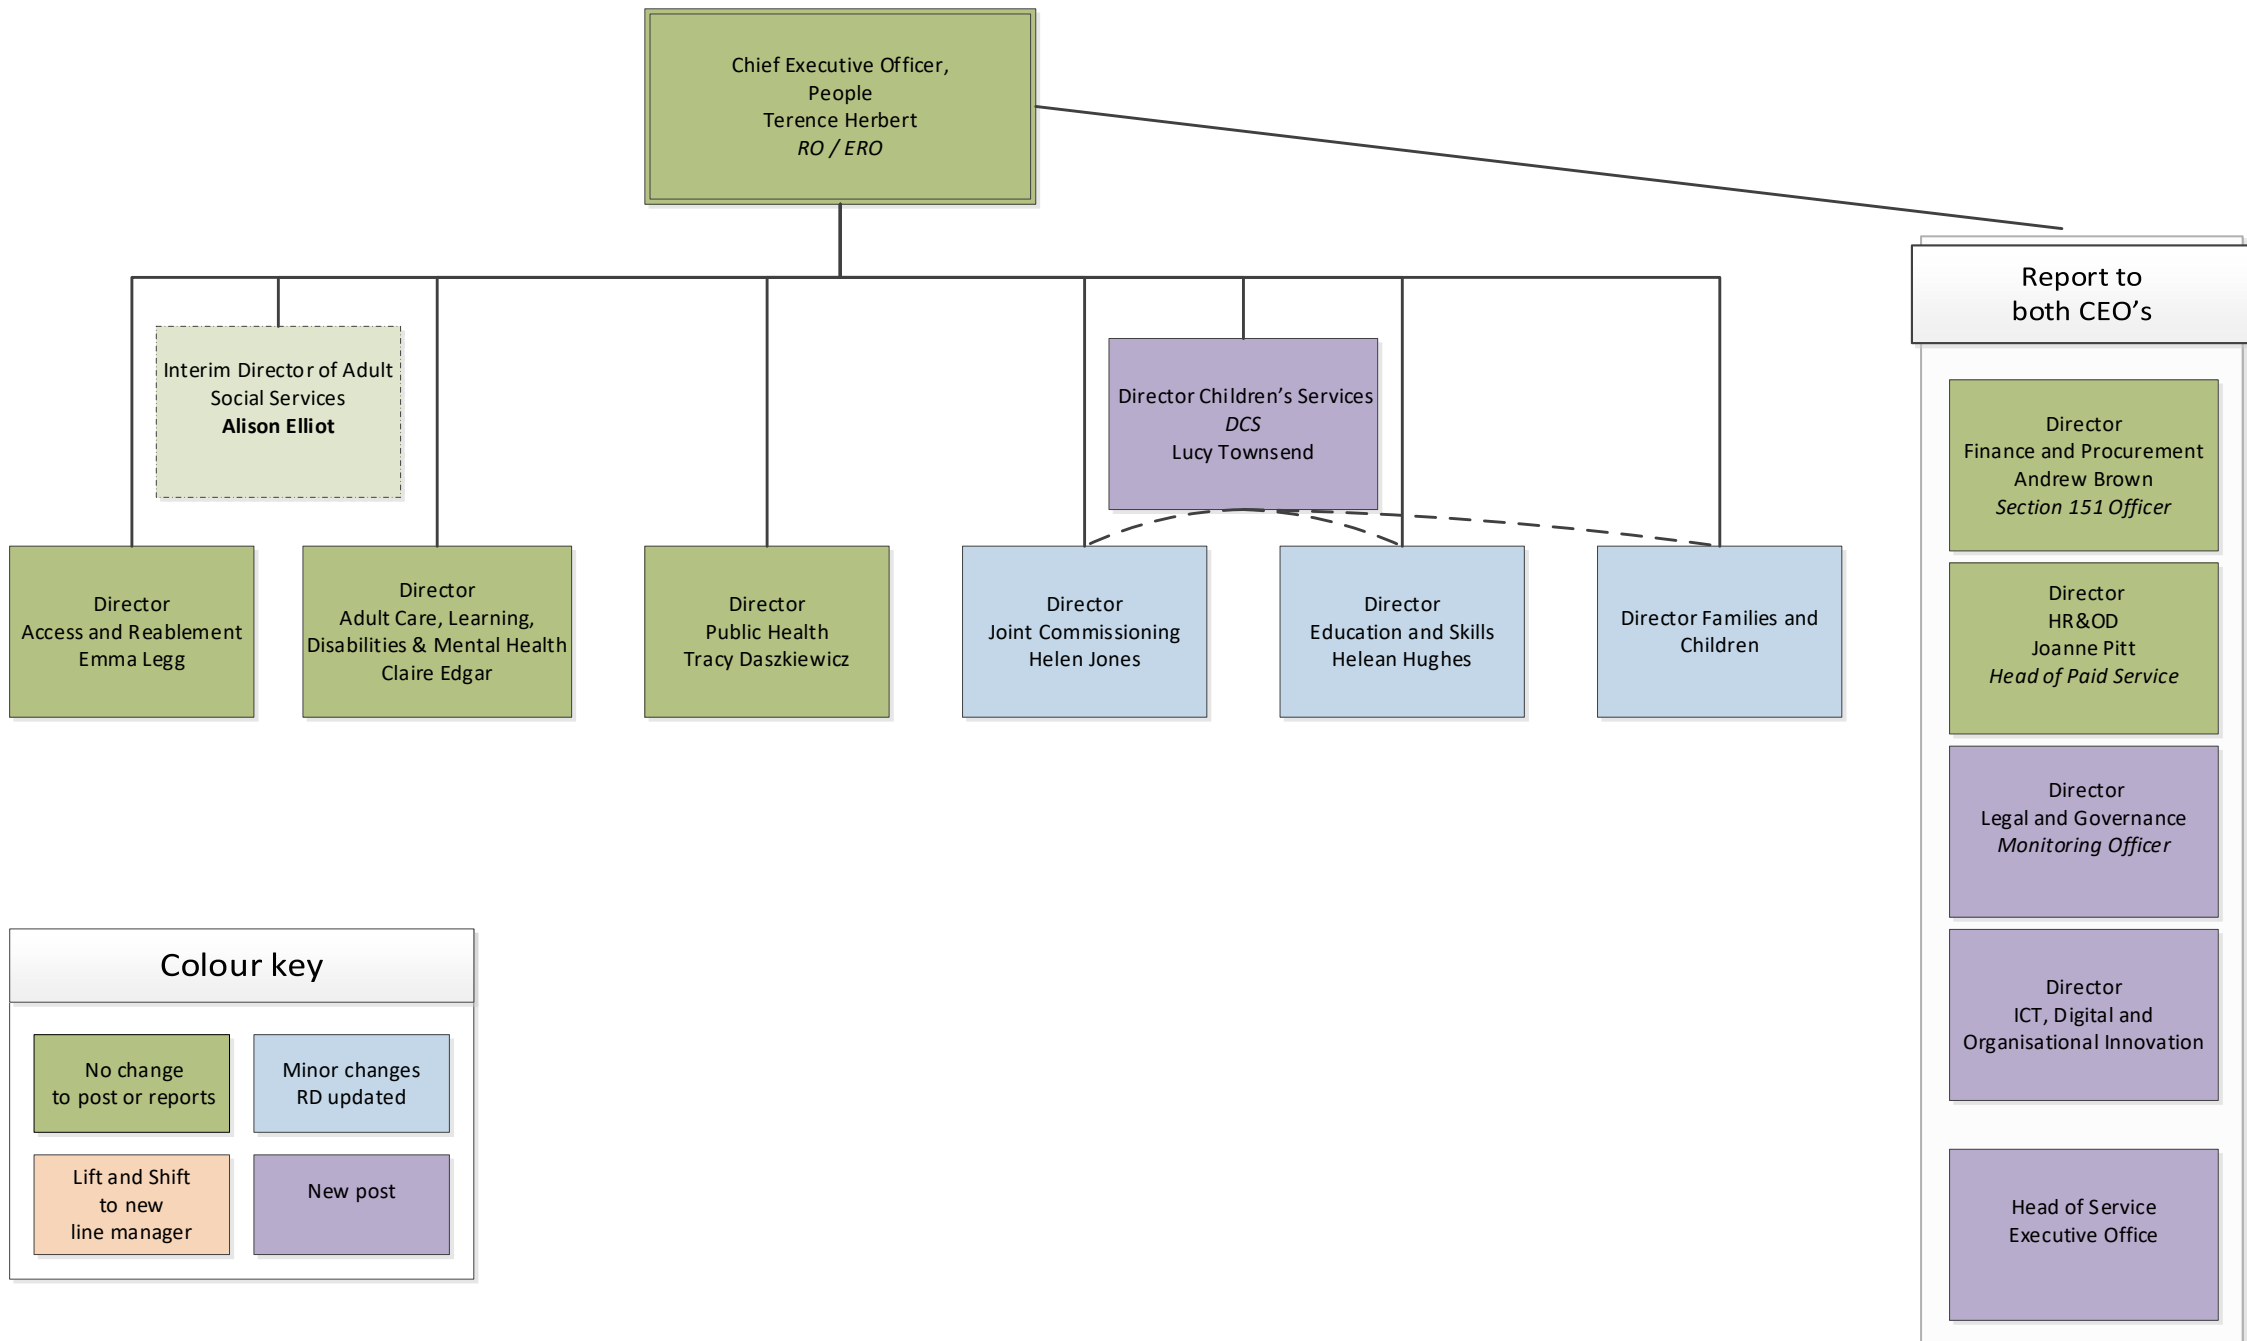 Chief Executive Officer,
People
Terence Herbert
RO / ERO
Report to
both CEO’s
Interim Director of Adult
Social Services
Alison Elliot
Director Children’s Services
DCS
Lucy Townsend
Director
Access and Reablement
Emma Legg
Director
Adult Care, Learning,
Disabilities & Mental Health
Claire Edgar
Director
Public Health
Tracy Daszkiewicz
Director
Joint Commissioning
Helen Jones
Director
Education and Skills
Helean Hughes
Director Families and
Children
Director
Finance and Procurement
Andrew Brown
Section 151 Officer
Director
HR&OD
Joanne Pitt
Head of Paid Service
Director
Legal and Governance
Monitoring Officer
Director
ICT, Digital and
Organisational Innovation
Head of Service
Executive Office
Colour key
No change
to post or reports
Minor changes
RD updated
Lift and Shift
to new
line manager
New post